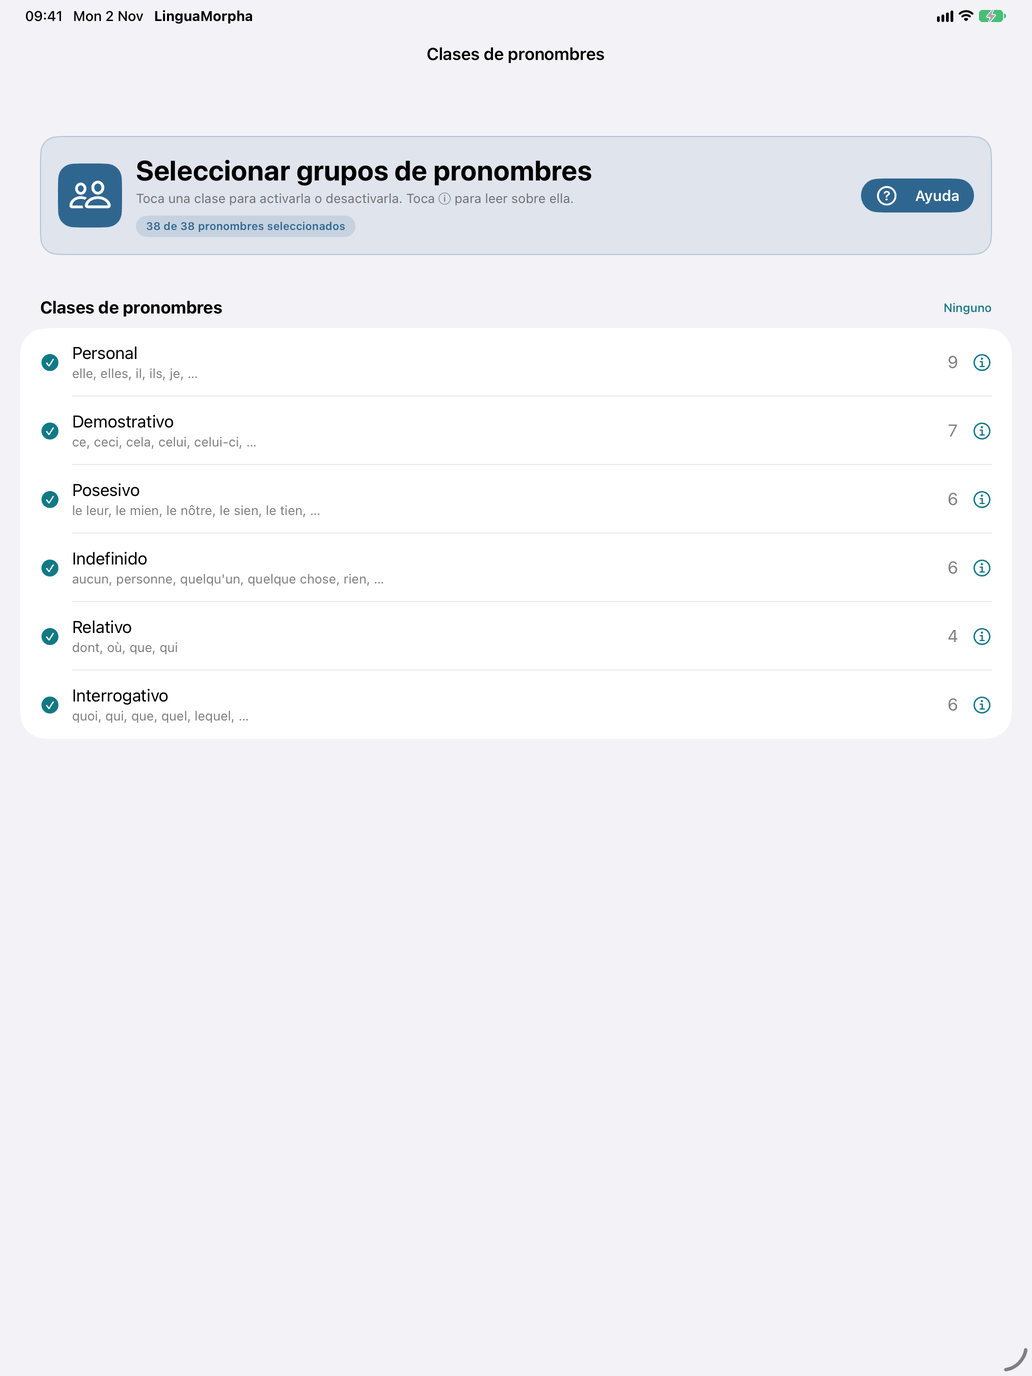 09:41 Mon 2 Nov LinguaMorpha
Clases de pronombres
Seleccionar grupos de pronombres
Toca una clase para activarla o desactivarla. Toca ⓘ para leer sobre ella.
38 de 38 pronombres seleccionados
Ayuda
Clases de pronombres
Ninguno
Personal
elle, elles, il, ils, je, ...
9
Demostrativo
ce, ceci, cela, celui, celui-ci, ...
7
Posesivo
le leur, le mien, le nôtre, le sien, le tien, ...
6
Indefinido
aucun, personne, quelqu'un, quelque chose, rien, ...
6
Relativo
dont, où, que, qui
4
Interrogativo
quoi, qui, que, quel, lequel, ...
6